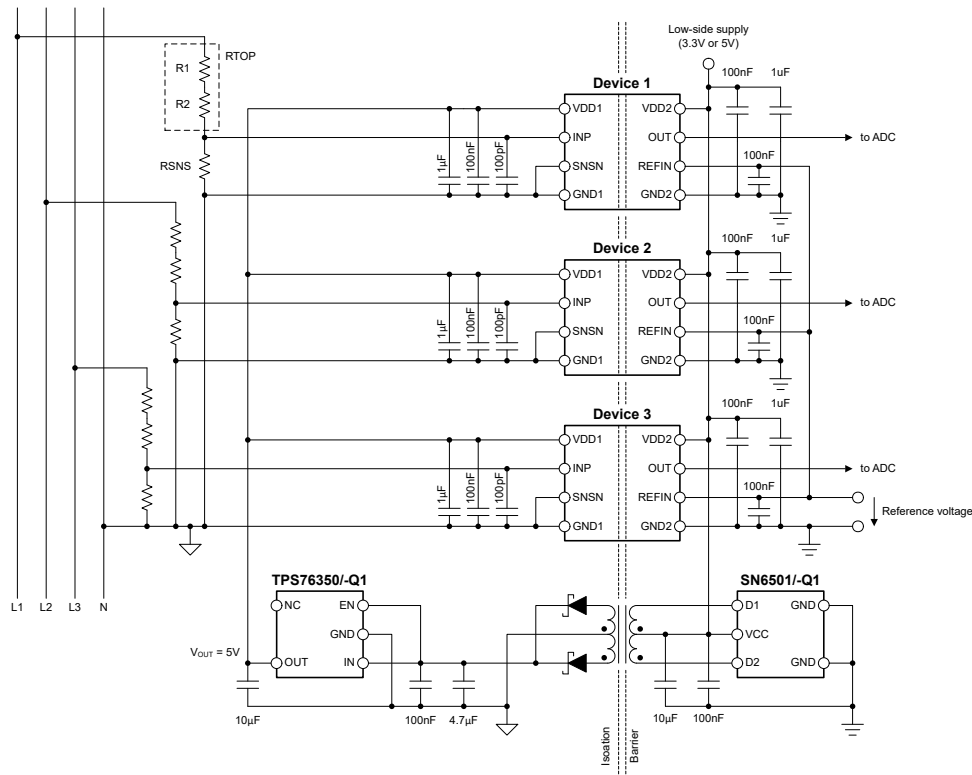 Low-side supply
(3.3V or 5V)
RTOP
R1
R2
RSNS
100nF 1uF
Device 1
VDD1 VDD2
INP OUT to ADC
SNSN REFIN
GND1 GND2
1µF 100nF 100pF
100nF
100nF 1uF
Device 2
VDD1 VDD2
INP OUT to ADC
SNSN REFIN
GND1 GND2
1µF 100nF 100pF
100nF
100nF 1uF
Device 3
VDD1 VDD2
INP OUT to ADC
SNSN REFIN
GND1 GND2
1µF 100nF 100pF
100nF
Reference voltage
L1 L2 L3 N
TPS76350/-Q1
NC EN
GND
OUT IN
VOUT = 5V
10µF 100nF 4.7µF
SN6501/-Q1
D1 GND
VCC
D2 GND
10µF 100nF
Isoation
Barrier